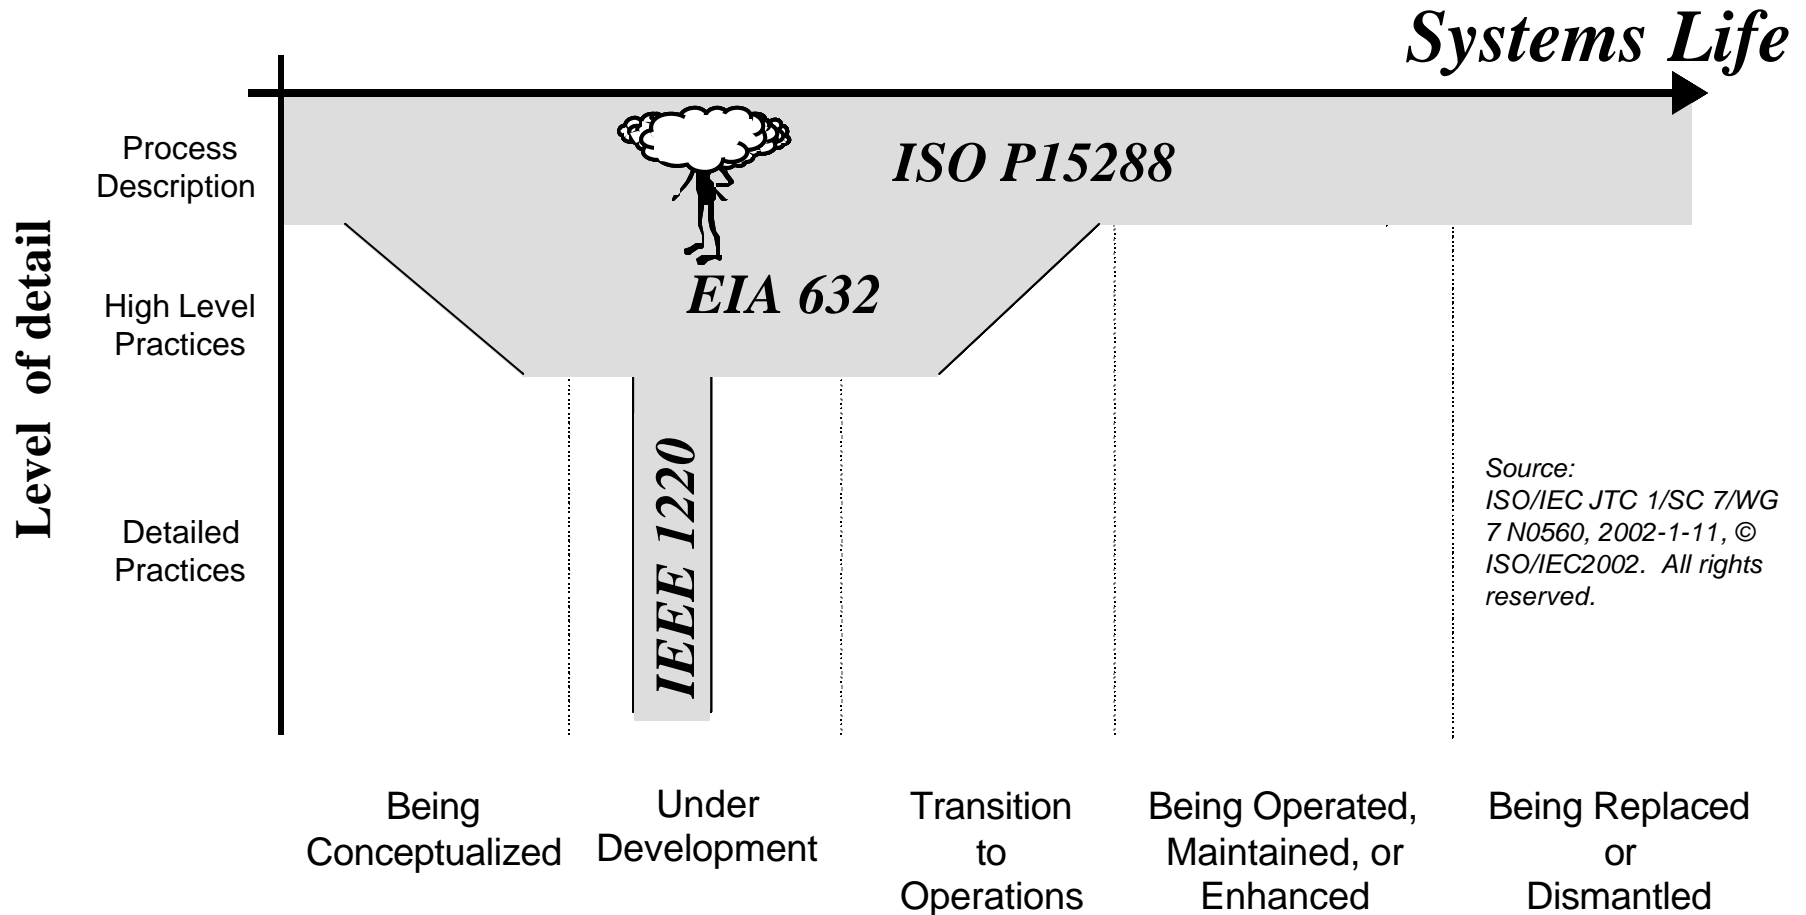 Systems Life
Process
Description
ISO P15288
Level of detail
High Level
Practices
EIA 632
Detailed
Practices
IEEE 1220
Source:
ISO/IEC JTC 1/SC 7/WG
7 N0560, 2002-1-11, ©
ISO/IEC2002. All rights
reserved.
Being
Conceptualized
Under
Development
Transition
to
Operations
Being Operated,
Maintained, or
Enhanced
Being Replaced
or
Dismantled